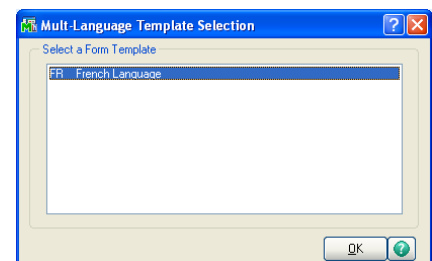 Mult-Language Template Selection
Select a Form Template
FR French Language
OK